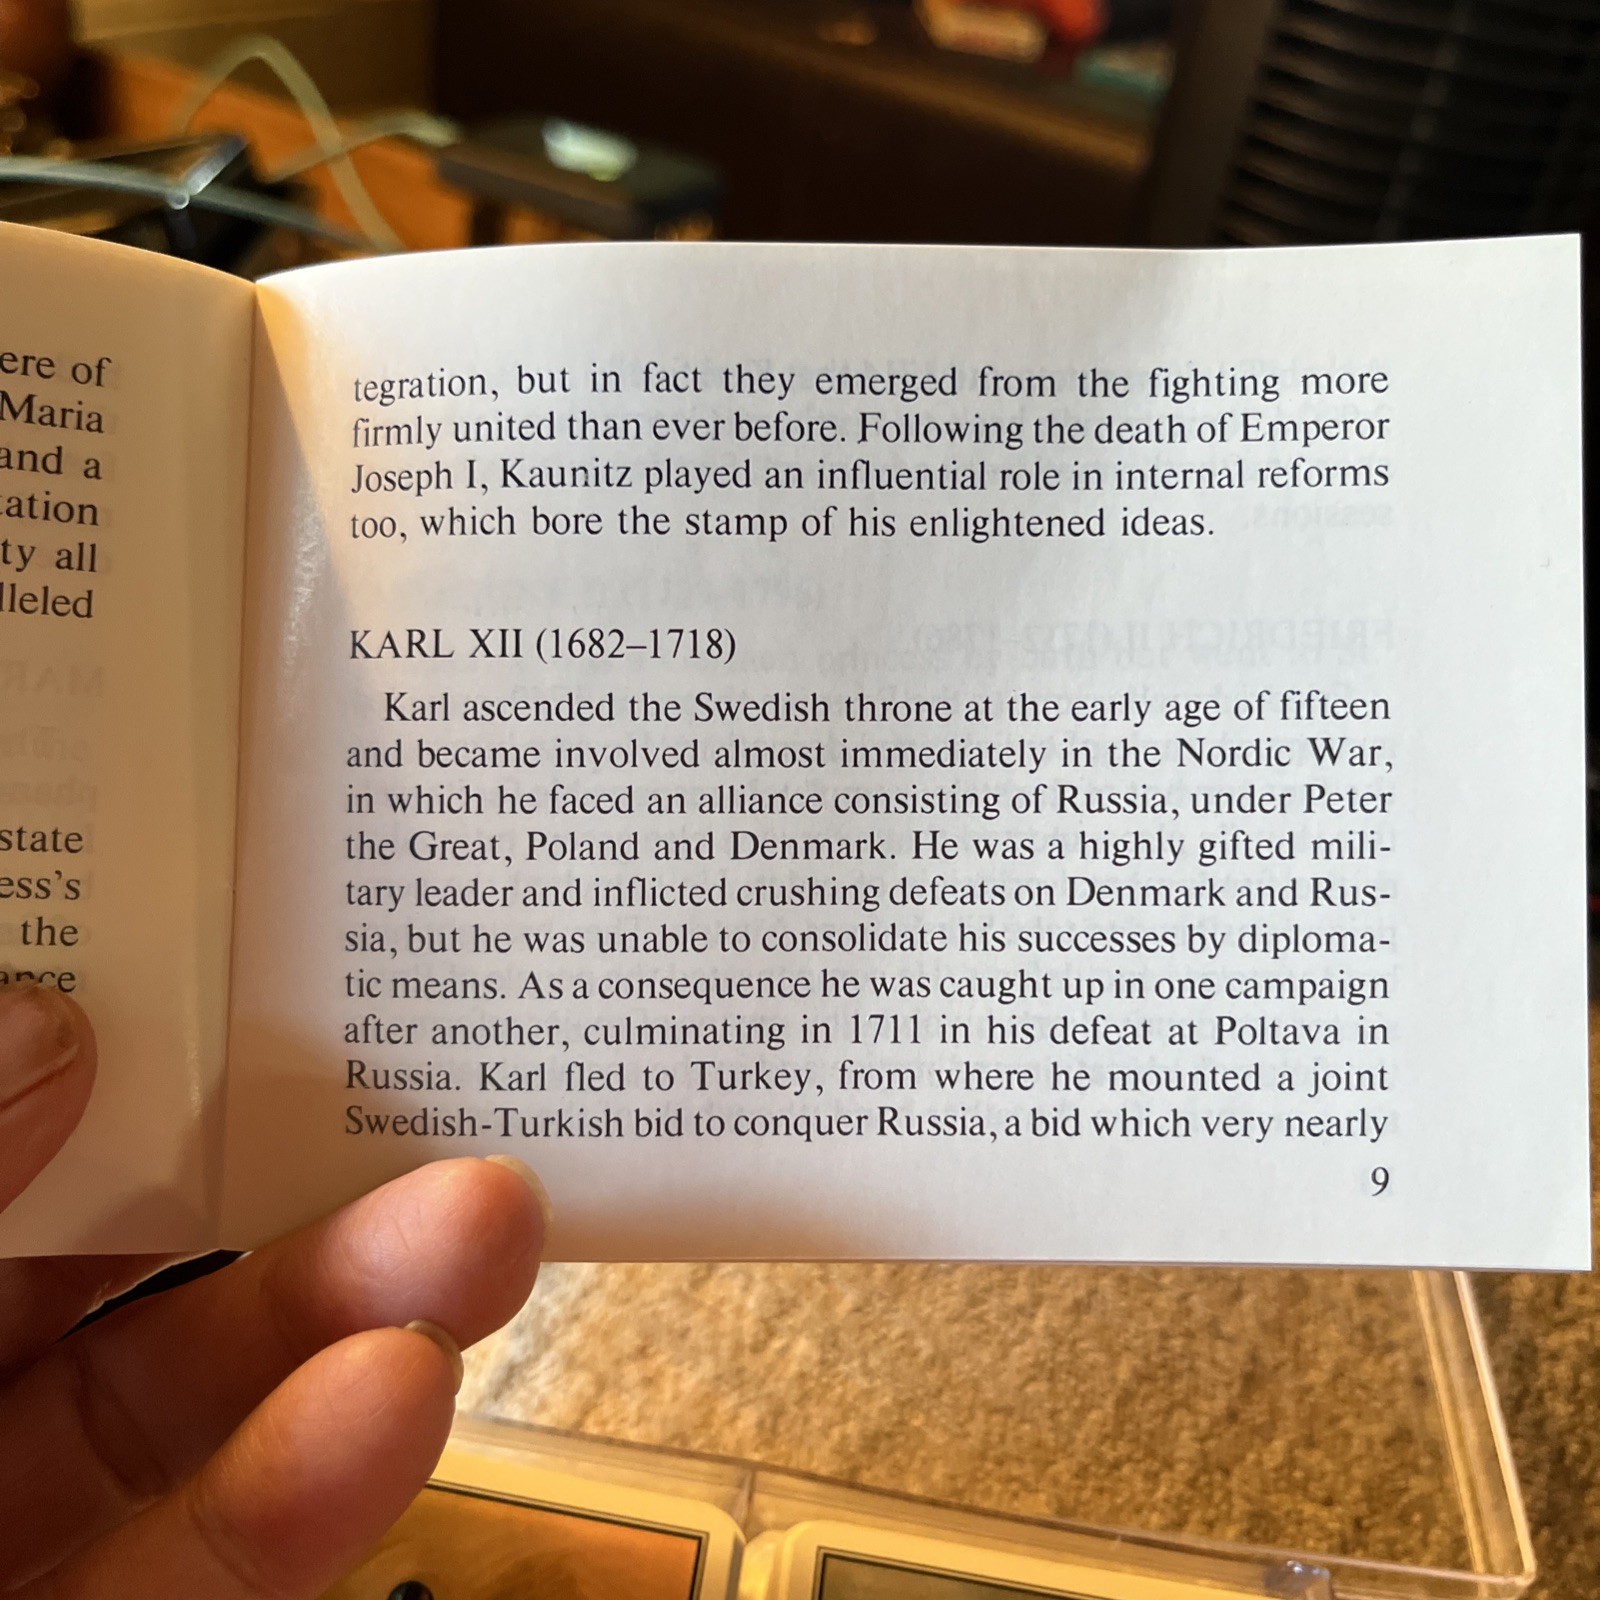 ere of
Maria
and a
tation
ty all
lleled
state
ess's
the
ance
tegration, but in fact they emerged from the fighting more
firmly united than ever before. Following the death of Emperor
Joseph I, Kaunitz played an influential role in internal reforms
too, which bore the stamp of his enlightened ideas.
KARL XII (1682–1718)
Karl ascended the Swedish throne at the early age of fifteen
and became involved almost immediately in the Nordic War,
in which he faced an alliance consisting of Russia, under Peter
the Great, Poland and Denmark. He was a highly gifted mili-
tary leader and inflicted crushing defeats on Denmark and Rus-
sia, but he was unable to consolidate his successes by diploma-
tic means. As a consequence he was caught up in one campaign
after another, culminating in 1711 in his defeat at Poltava in
Russia. Karl fled to Turkey, from where he mounted a joint
Swedish-Turkish bid to conquer Russia, a bid which very nearly
9